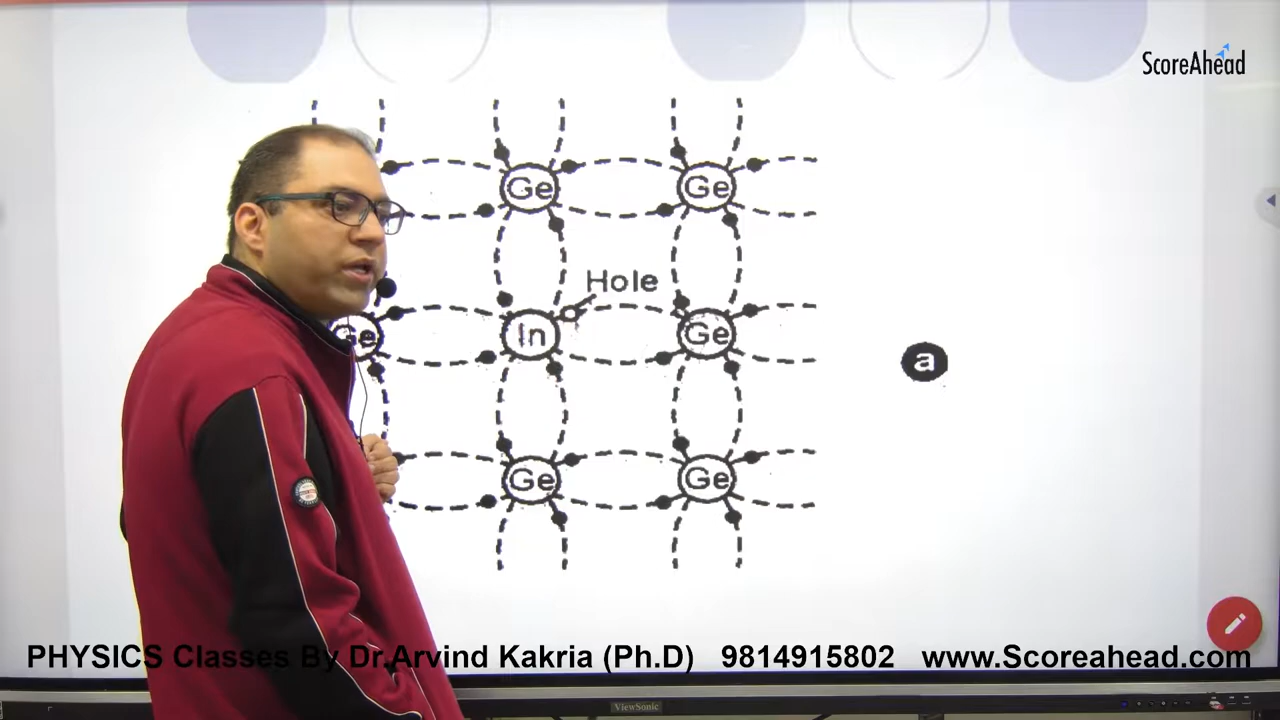 ScoreAhead
Ge
Ge
Hole
Ge
In
Ge
a
Ge
Ge
PHYSICS Classes By Dr.Arvind Kakria (Ph.D) 9814915802 www.Scoreahead.com
ViewSonic